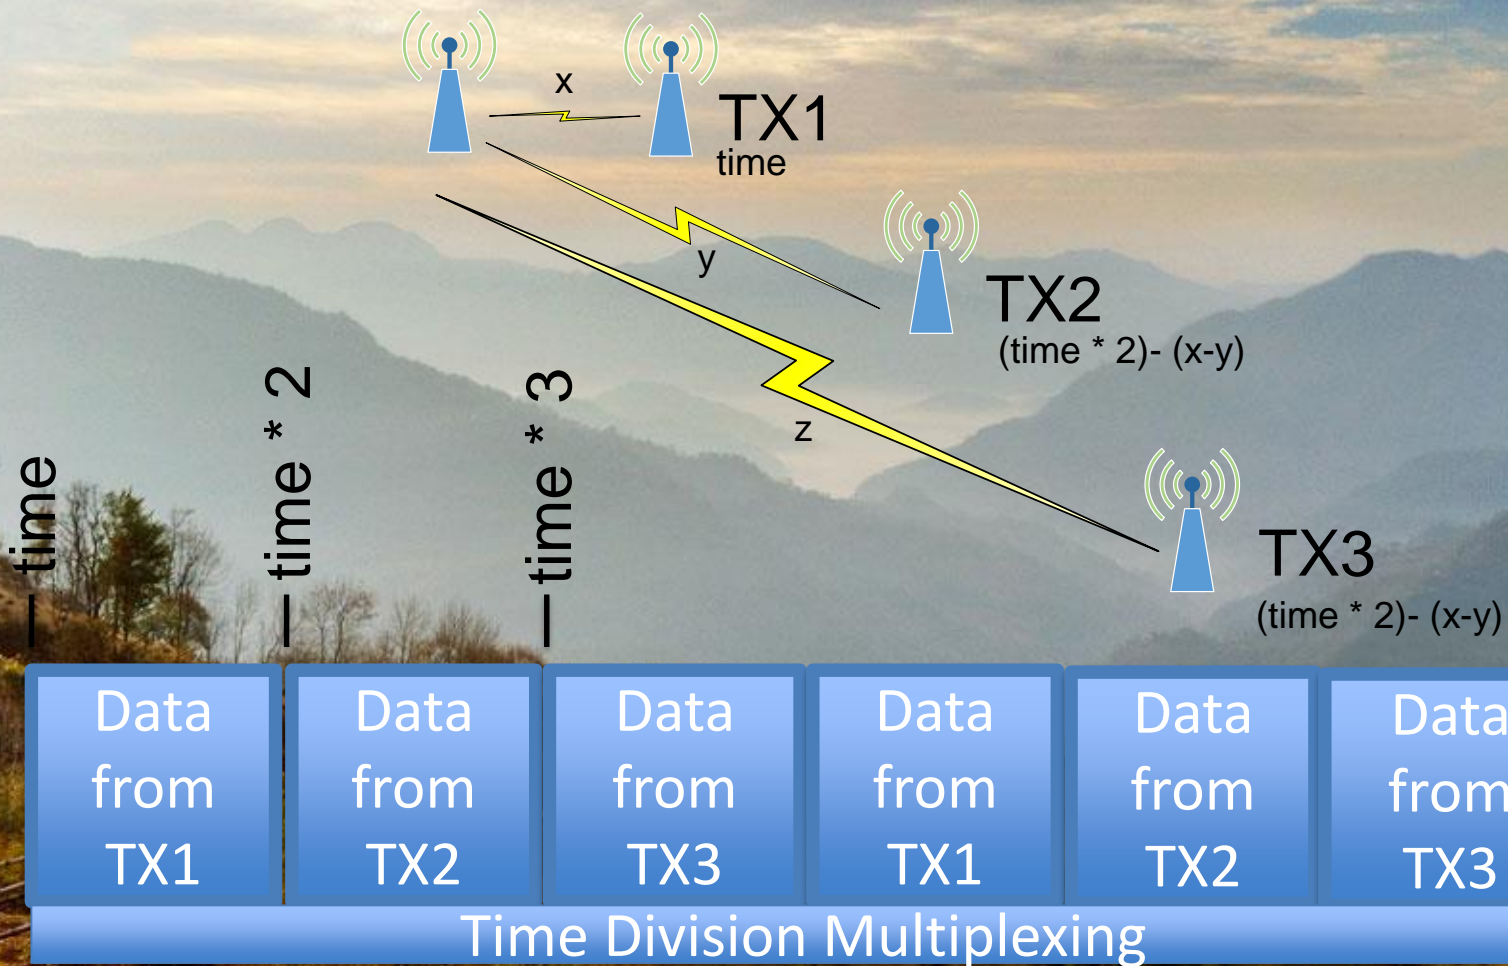 x
TX1
time
y
TX2
(time * 2)- (x-y)
z
TX3
(time * 2)- (x-y)
time
time * 2
time * 3
Data
from
TX1
Data
from
TX2
Data
from
TX3
Data
from
TX1
Data
from
TX2
Data
from
TX3
Time Division Multiplexing